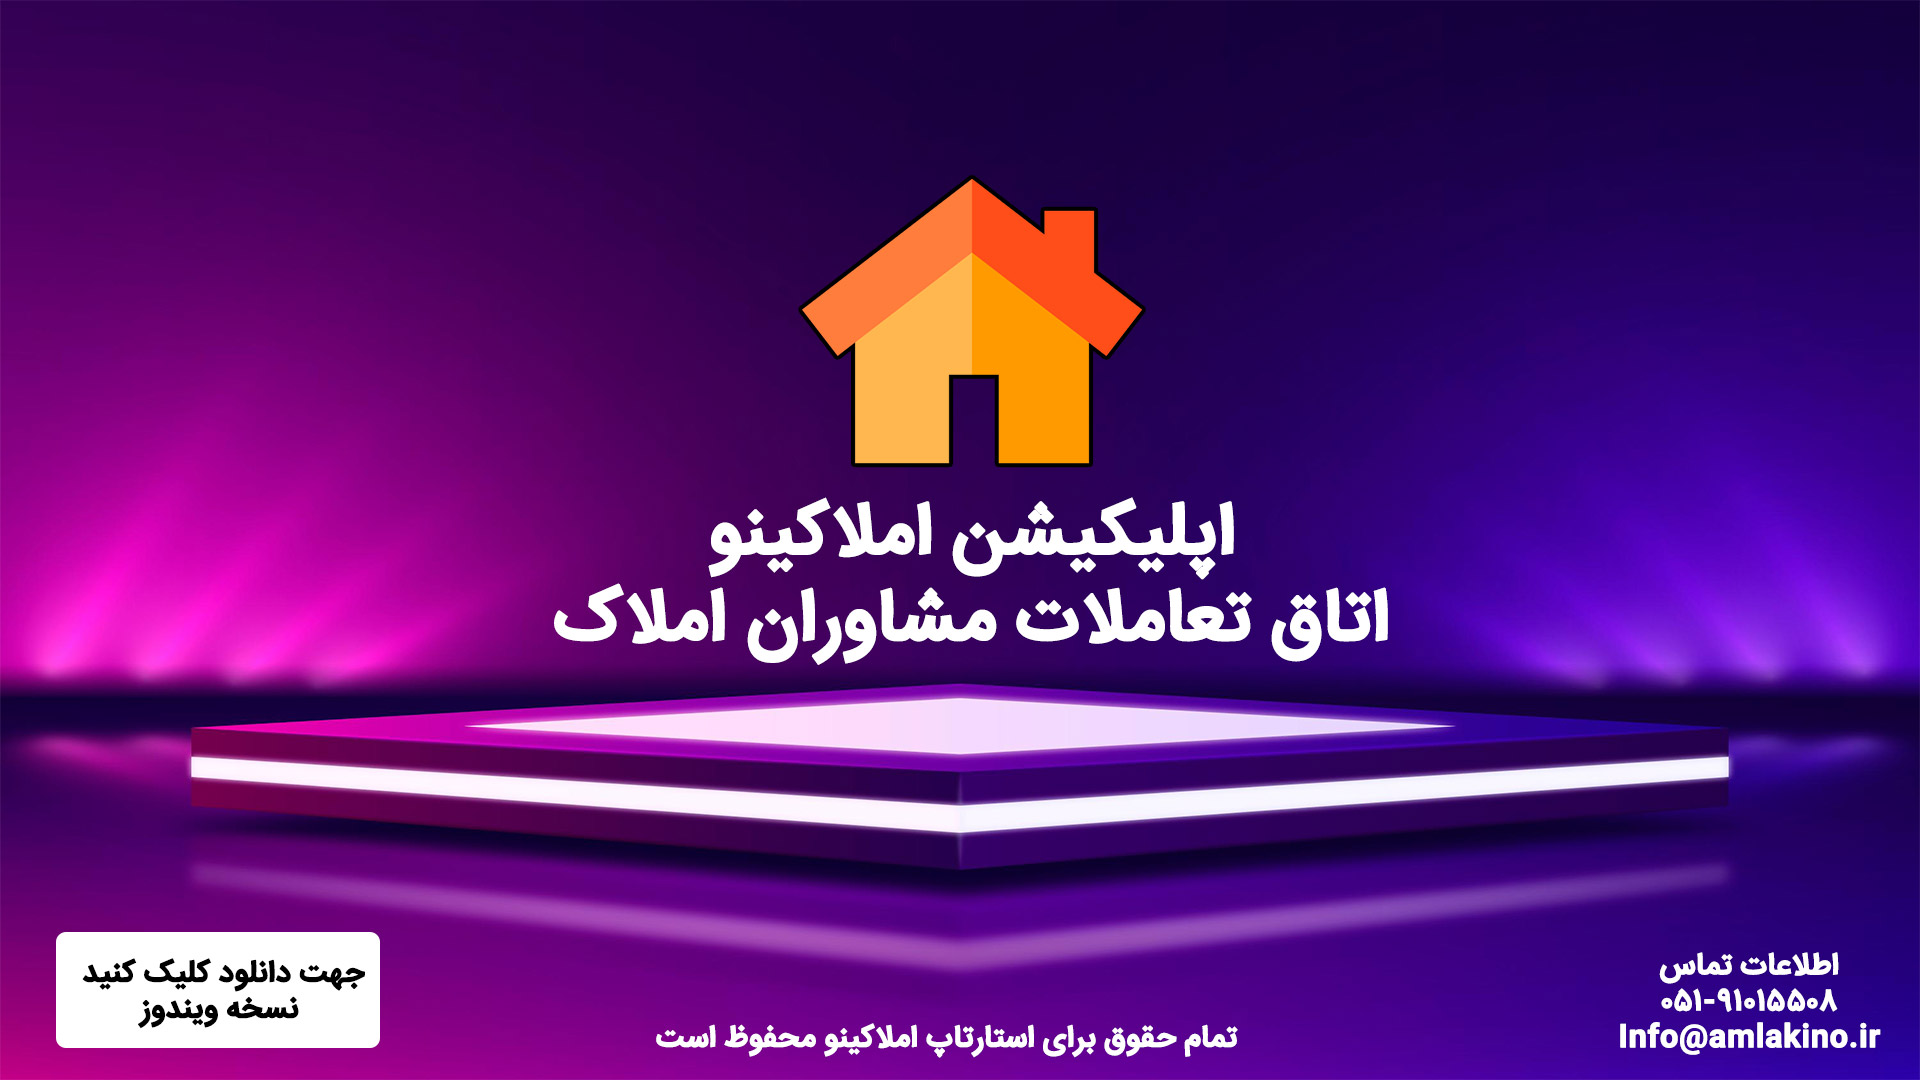 اپلیکیشن املاکینو
اتاق تعاملات مشاوران املاک
جهت دانلود کلیک کنید
نسخه ویندوز
تمام حقوق برای استارتاپ املاکینو محفوظ است
اطلاعات تماس
۰۵۱-۹۱۰۱۵۵۰۸
Info@amlakino.ir